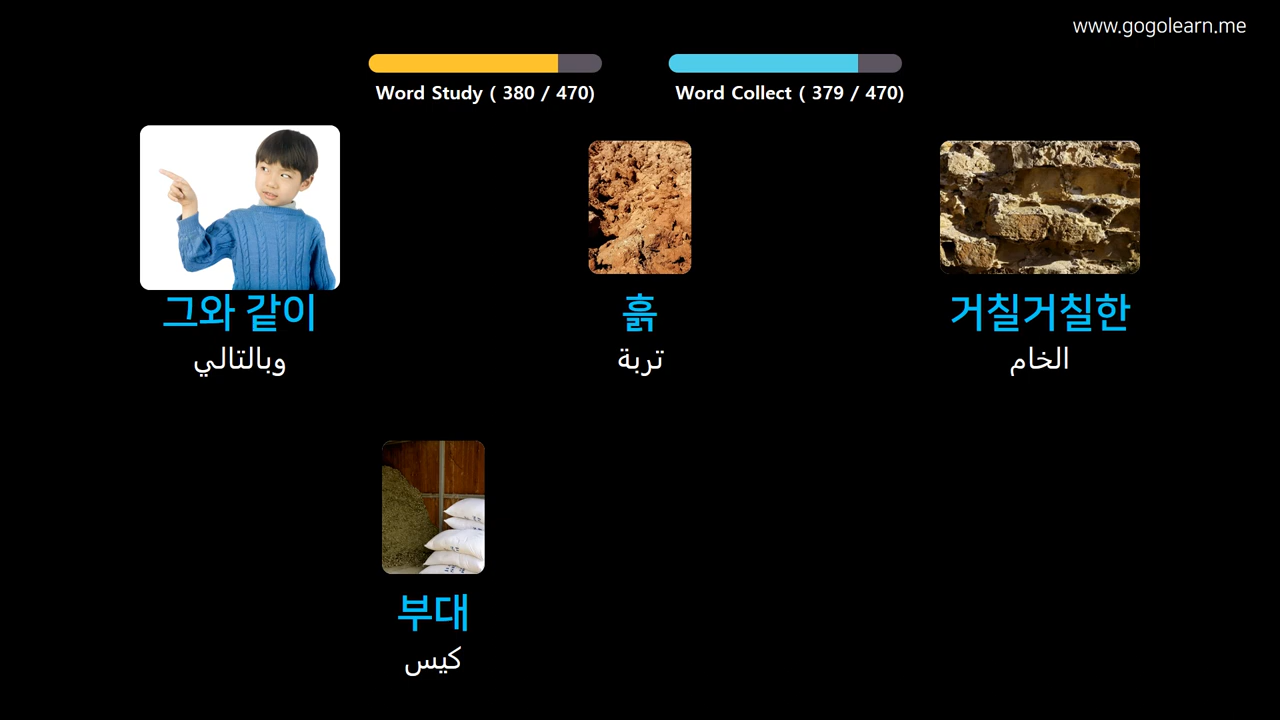 www.gogolearn.me
Word Study ( 380 / 470)
Word Collect ( 379 / 470)
그와 같이
وبالتالي
흙
تربة
거칠거칠한
الخام
부대
كيس